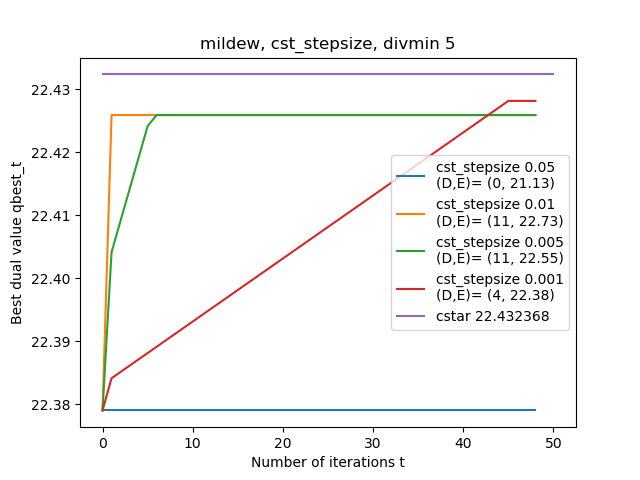 mildew, cst_stepsize, divmin 5
Best dual value qbest_t
22.43
22.42
22.41
22.40
22.39
22.38
cst_stepsize 0.05
(D,E)= (0, 21.13)
cst_stepsize 0.01
(D,E)= (11, 22.73)
cst_stepsize 0.005
(D,E)= (11, 22.55)
cst_stepsize 0.001
(D,E)= (4, 22.38)
cstar 22.432368
0 10 20 30 40 50
Number of iterations t